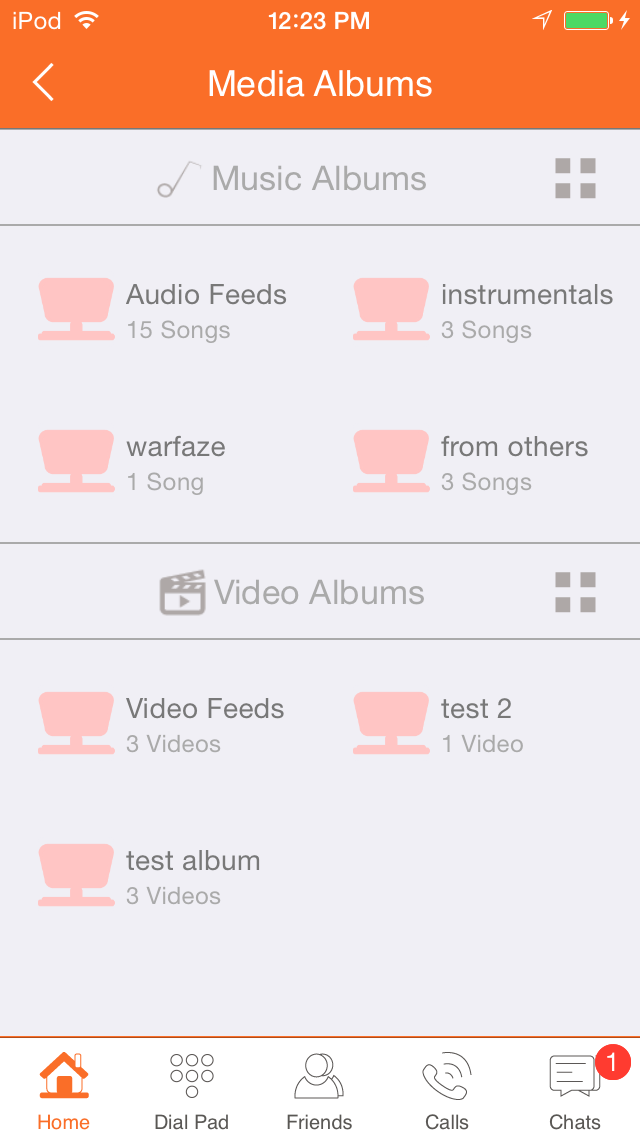 iPod 12:23 PM
Media Albums
Music Albums
Audio Feeds
15 Songs
instrumentals
3 Songs
warfaze
1 Song
from others
3 Songs
Video Albums
Video Feeds
3 Videos
test 2
1 Video
test album
3 Videos
1
Home Dial Pad Friends Calls Chats